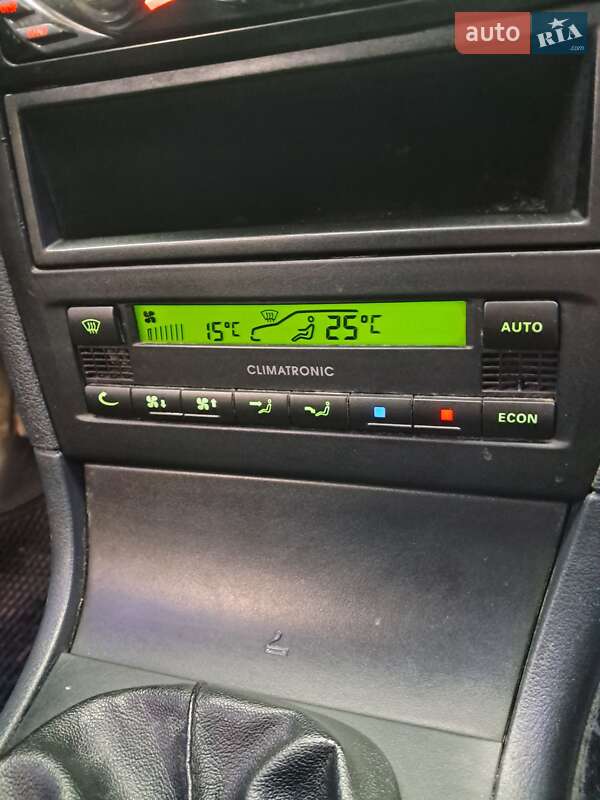 auto RIA
.com
15°C 25°C
AUTO
CLIMATRONIC
ECON